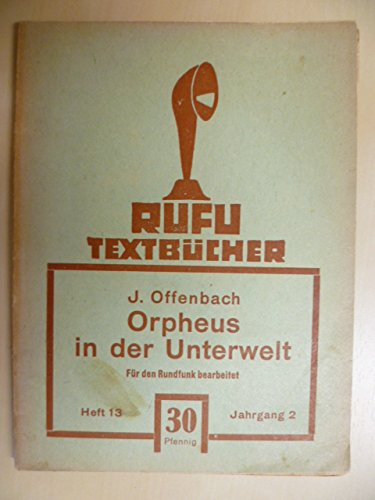 RUFU
TEXTBÜCHER
J. Offenbach
Orpheus
in der Unterwelt
Für den Rundfunk bearbeitet
Heft 13
30
Pfennig
Jahrgang 2